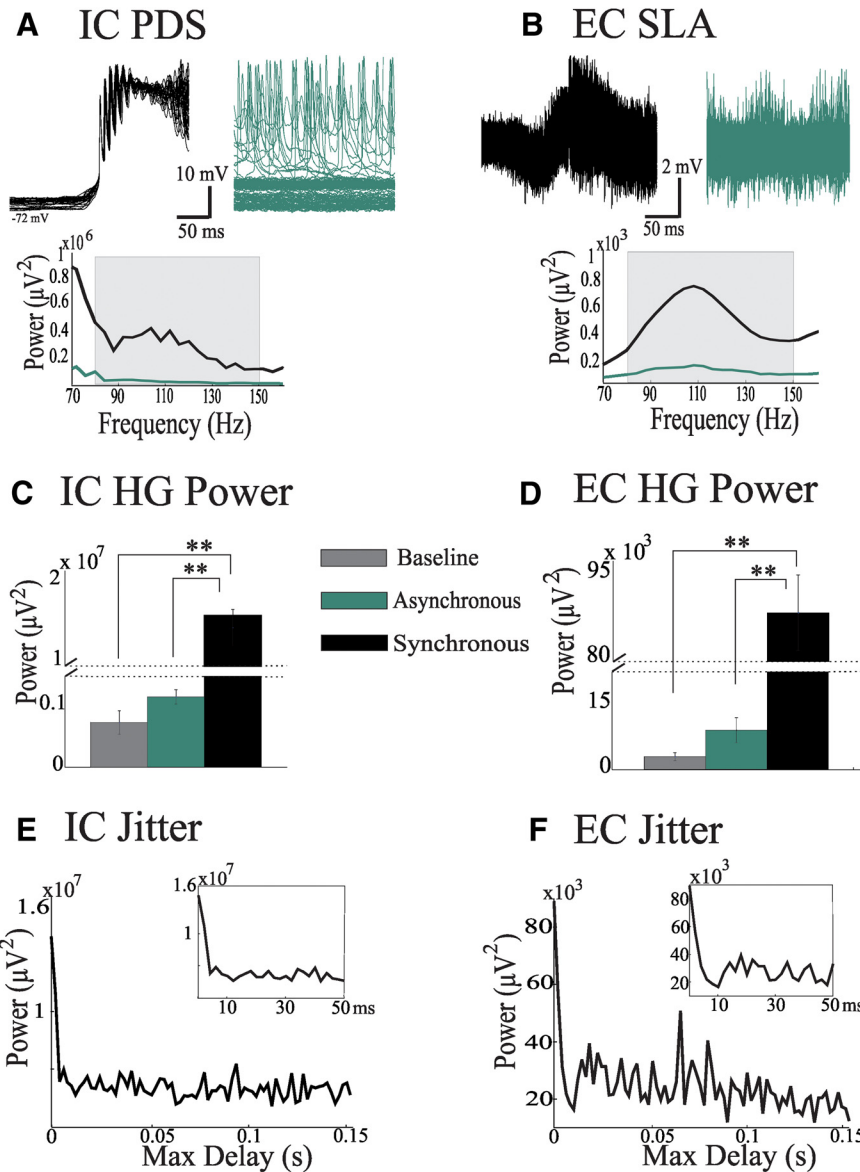 A IC PDS
B EC SLA
-72 mV
10 mV
50 ms
2 mV
50 ms
x10^6
1
0.8
0.6
0.4
0.2
Power (μV^2)
70 90 110 130 150
Frequency (Hz)
x10^3
1
0.8
0.6
0.4
0.2
Power (μV^2)
70 90 110 130 150
Frequency (Hz)
C IC HG Power
D EC HG Power
x 10^7
2
1
0.1
0
Power (μV^2)
**
**
Baseline
Asynchronous
Synchronous
x 10^3
95
80
15
0
Power (μV^2)
**
**
E IC Jitter
F EC Jitter
x10^7
1.6
1
Power (μV^2)
0 0.05 0.1 0.15
Max Delay (s)
1.6x10^7
1
10 30 50 ms
x10^3
80
60
40
20
Power (μV^2)
0 0.05 0.1 0.15
Max Delay (s)
x10^3
80
60
40
20
10 30 50 ms